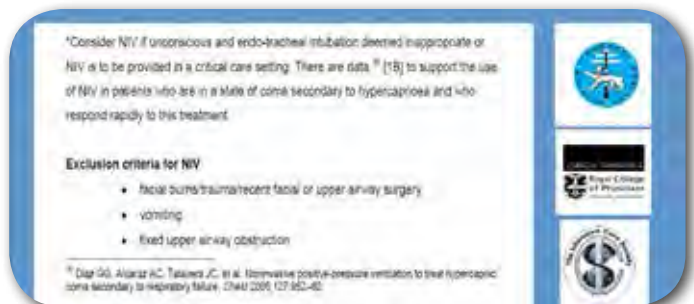 *Consider NIV if unconscious and endo-tracheal intubation deemed inappropriate or
NIV is to be provided in a critical care setting. There are data [1B] to support the use
of NIV in patients who are in a state of coma secondary to hypercapnoea and who
respond rapidly to this treatment
Exclusion criteria for NIV
• facial burns/trauma/recent facial or upper airway surgery
• vomiting
• fixed upper airway obstruction
Diaz GG, Alcaraz AC, Talavera JC, et al. Noninvasive positive-pressure ventilation to treat hypercapnic
coma secondary to respiratory failure. Chest 2005;127:952–60.
Royal College
of Physicians